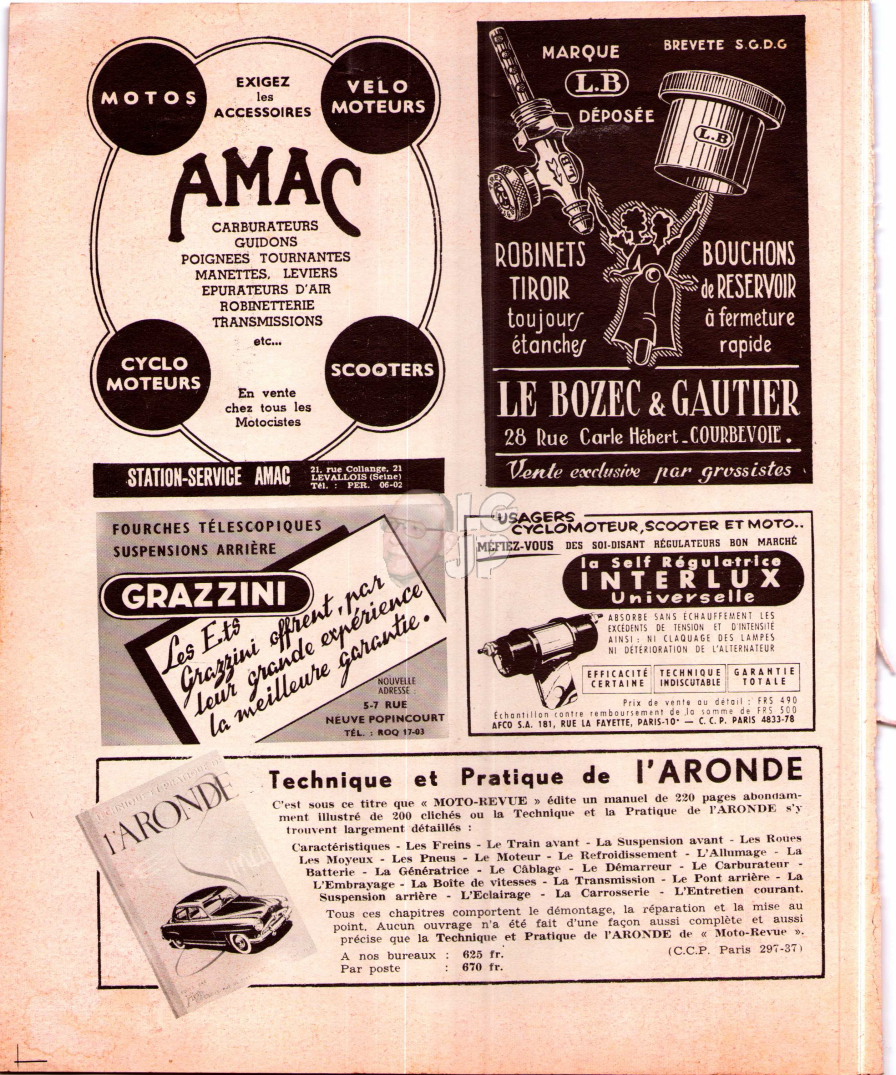 MOTOS
EXIGEZ
les
ACCESSOIRES
VELO
MOTEURS
AMAC
CARBURATEURS
GUIDONS
POIGNEES TOURNANTES
MANETTES, LEVIERS
EPURATEURS D'AIR
ROBINETTERIE
TRANSMISSIONS
etc...
CYCLO
MOTEURS
SCOOTERS
En vente
chez tous les
Motocistes
STATION-SERVICE AMAC
21, rue Collange, 21
LEVALLOIS (Seine)
Tél. : PER. 06-02
MARQUE
BREVETE S.G.D.G
L.B
DÉPOSÉE
L.B
L.B
ROBINETS
TIROIR
toujours
étanches
BOUCHONS
de RESERVOIR
à fermeture
rapide
LE BOZEC & GAUTIER
28 Rue Carle Hébert _ COURBEVOIE .
Vente exclusive par grossistes
FOURCHES TÉLESCOPIQUES
SUSPENSIONS ARRIÈRE
GRAZZINI
Les Ets
Grazzini offrent, par
leur grande expérience
la meilleure garantie.
NOUVELLE
ADRESSE :
5-7 RUE
NEUVE POPINCOURT
TÉL. : ROQ 17-03
USAGERS
CYCLOMOTEUR, SCOOTER ET MOTO..
MÉFIEZ-VOUS DES SOI-DISANT RÉGULATEURS BON MARCHÉ
la Self Régulatrice
INTERLUX
Universelle
ABSORBE SANS ÉCHAUFFEMENT LES
EXCÉDENTS DE TENSION ET D'INTENSITÉ
AINSI : NI CLAQUAGE DES LAMPES
NI DÉTÉRIORATION DE L'ALTERNATEUR
EFFICACITÉ
CERTAINE
TECHNIQUE
INDISCUTABLE
GARANTIE
TOTALE
Prix de vente au détail : FRS 490
Échantillon contre remboursement de la somme de FRS 500
AFCO S.A. 181, RUE LA FAYETTE, PARIS-10e — C.C.P. PARIS 4833-78
Technique et Pratique de l'ARONDE
C'est sous ce titre que « MOTO-REVUE » édite un manuel de 220 pages abondam-
ment illustré de 200 clichés ou la Technique et la Pratique de l'ARONDE s'y
trouvent largement détaillés :
Caractéristiques - Les Freins - Le Train avant - La Suspension avant - Les Roues
Les Moyeux - Les Pneus - Le Moteur - Le Refroidissement - L'Allumage - La
Batterie - La Génératrice - Le Câblage - Le Démarreur - Le Carburateur -
L'Embrayage - La Boîte de vitesses - La Transmission - Le Pont arrière - La
Suspension arrière - L'Eclairage - La Carrosserie - L'Entretien courant.
Tous ces chapitres comportent le démontage, la réparation et la mise au
point. Aucun ouvrage n'a été fait d'une façon aussi complète et aussi
précise que la Technique et Pratique de l'ARONDE de « Moto-Revue ».
A nos bureaux : 625 fr.
(C.C.P. Paris 297-37)
Par poste : 670 fr.
l'ARONDE